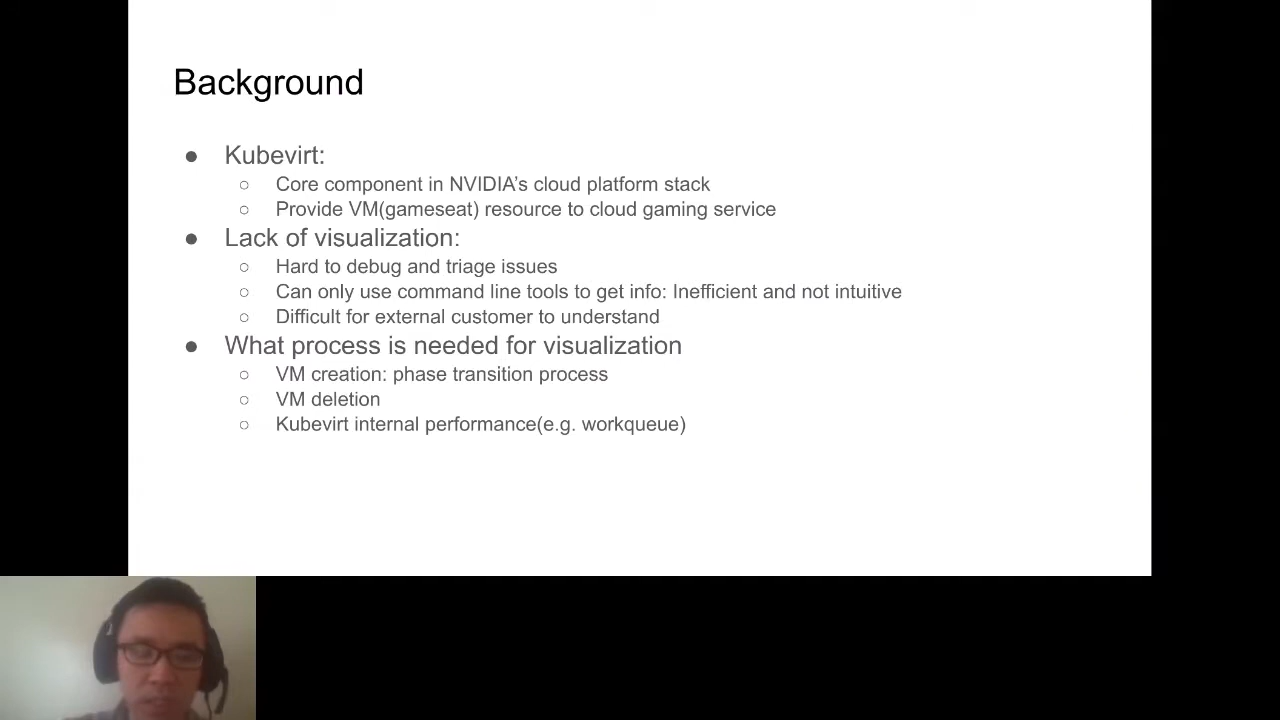 Background
● Kubevirt:
○ Core component in NVIDIA’s cloud platform stack
○ Provide VM(gameseat) resource to cloud gaming service
● Lack of visualization:
○ Hard to debug and triage issues
○ Can only use command line tools to get info: Inefficient and not intuitive
○ Difficult for external customer to understand
● What process is needed for visualization
○ VM creation: phase transition process
○ VM deletion
○ Kubevirt internal performance(e.g. workqueue)